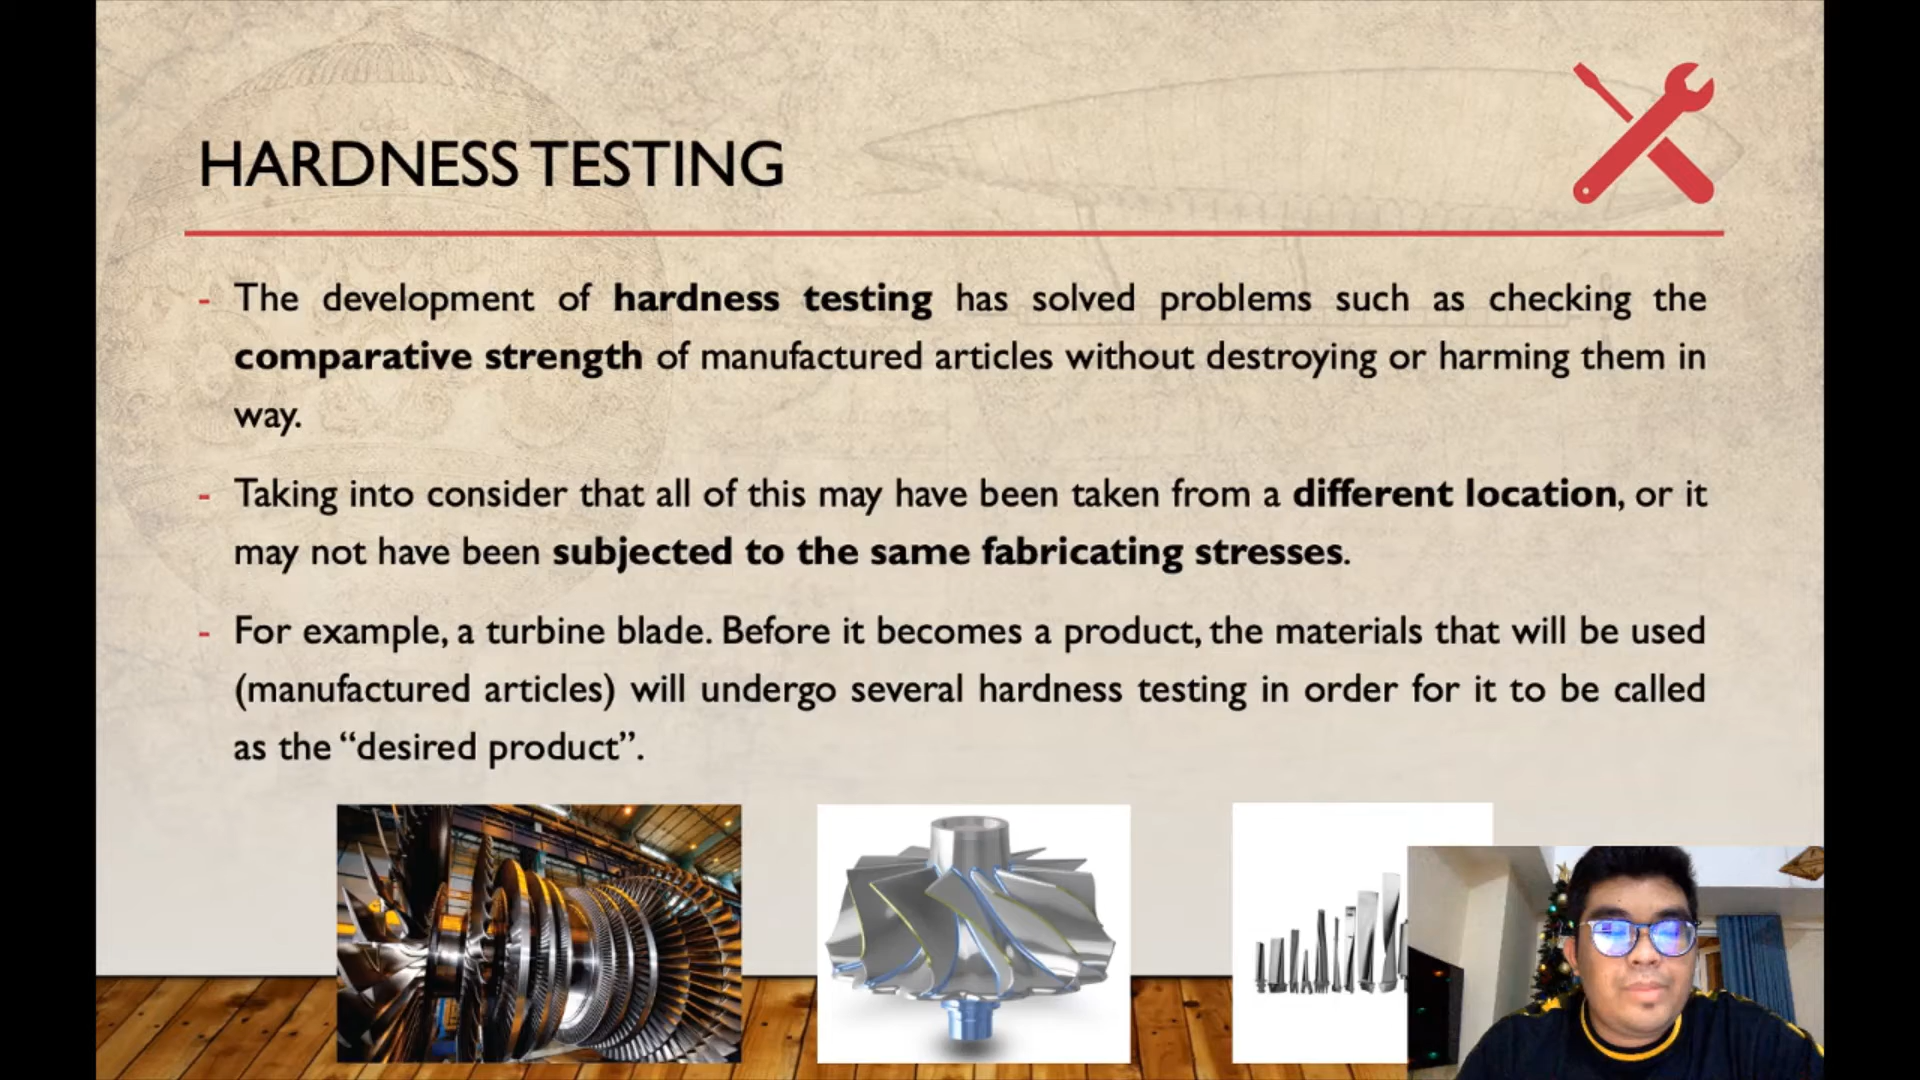 HARDNESS TESTING
- The development of hardness testing has solved problems such as checking the
comparative strength of manufactured articles without destroying or harming them in
way.
- Taking into consider that all of this may have been taken from a different location, or it
may not have been subjected to the same fabricating stresses.
- For example, a turbine blade. Before it becomes a product, the materials that will be used
(manufactured articles) will undergo several hardness testing in order for it to be called
as the “desired product”.